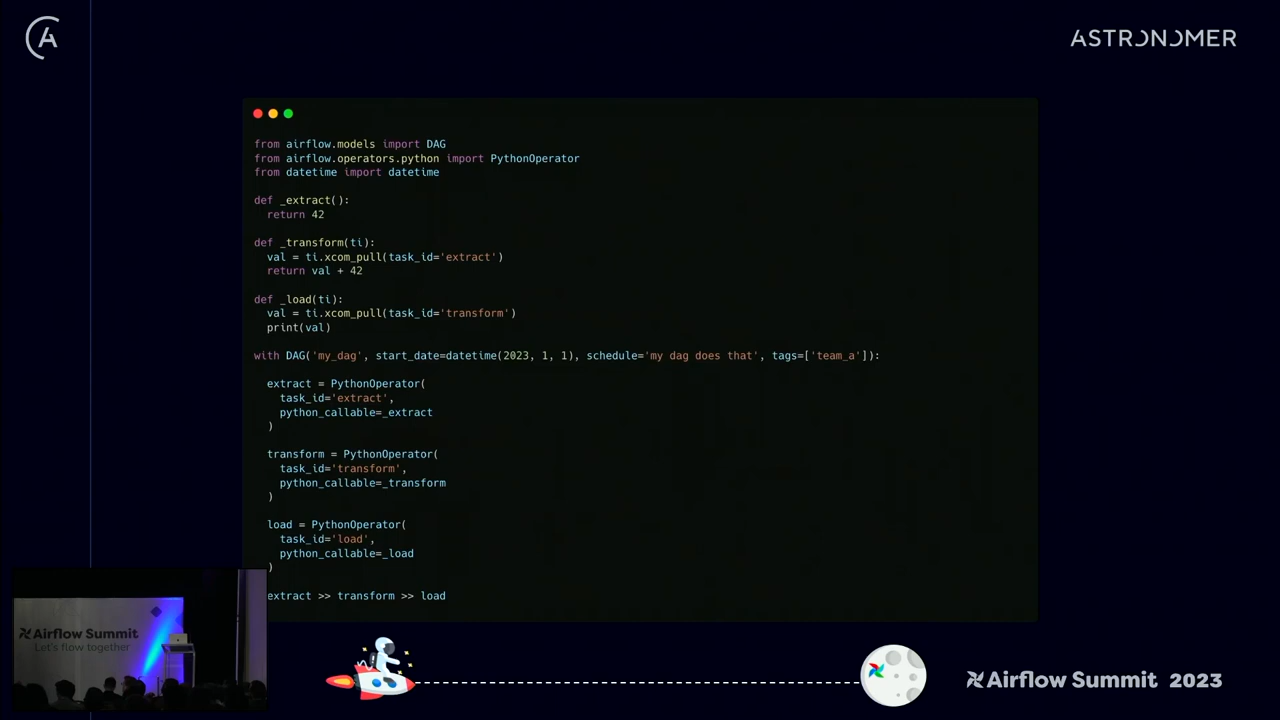 ASTRONOMER
from airflow.models import DAG
from airflow.operators.python import PythonOperator
from datetime import datetime
def _extract():
  return 42
def _transform(ti):
  val = ti.xcom_pull(task_id='extract')
  return val + 42
def _load(ti):
  val = ti.xcom_pull(task_id='transform')
  print(val)
with DAG('my_dag', start_date=datetime(2023, 1, 1), schedule='my dag does that', tags=['team_a']):
  extract = PythonOperator(
    task_id='extract',
    python_callable=_extract
  )
  transform = PythonOperator(
    task_id='transform',
    python_callable=_transform
  )
  load = PythonOperator(
    task_id='load',
    python_callable=_load
  )
  extract >> transform >> load
Airflow Summit
Let's flow together
Airflow Summit 2023